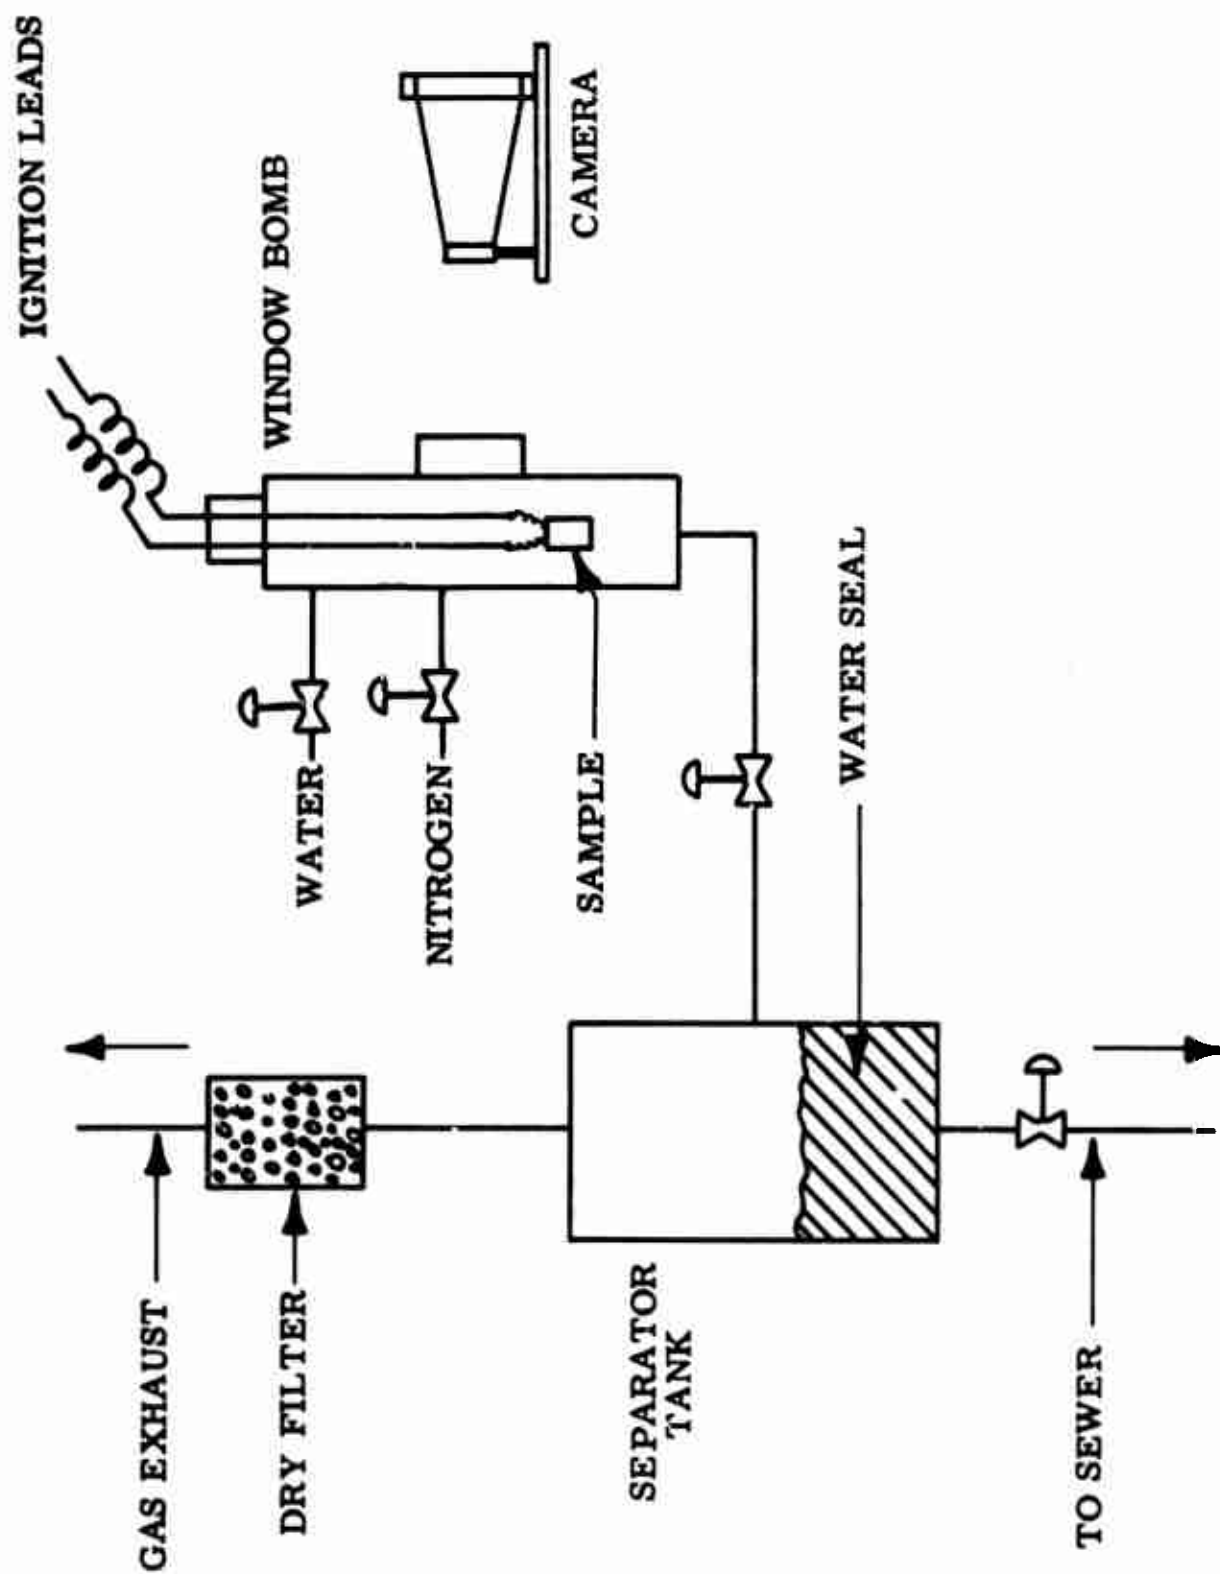 IGNITION LEADS
WINDOW BOMB
CAMERA
WATER
NITROGEN
SAMPLE
WATER SEAL
GAS EXHAUST
DRY FILTER
SEPARATOR
TANK
TO SEWER